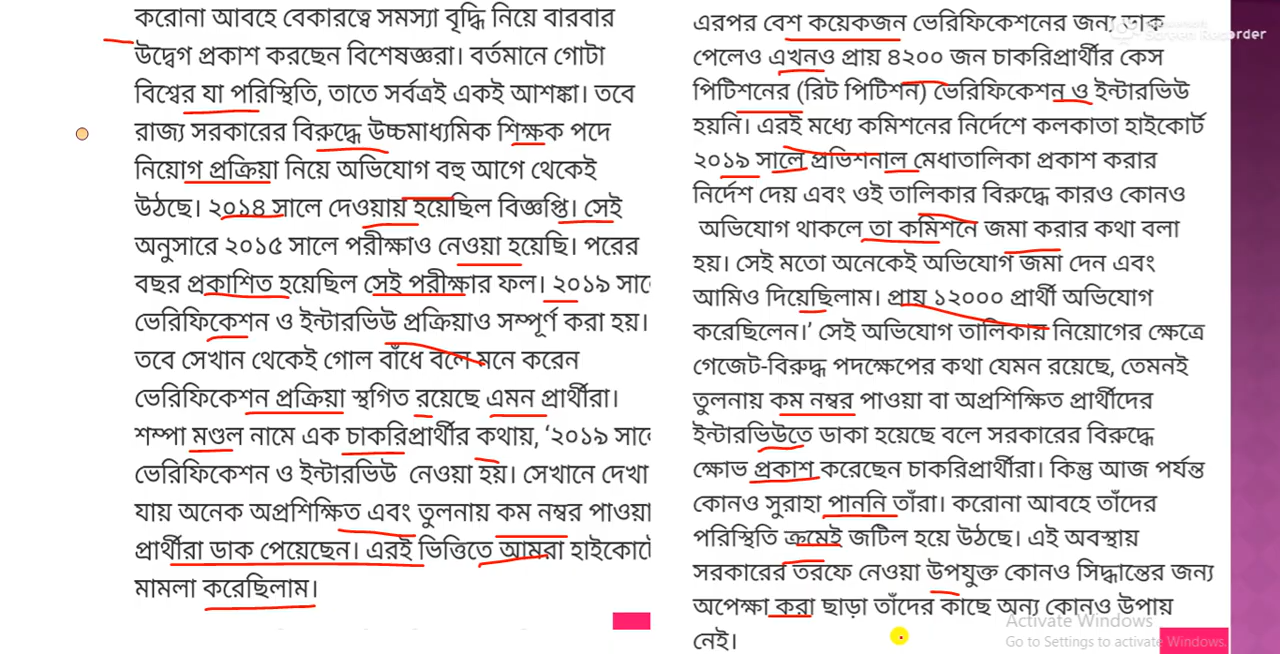 করোনা আবহে বেকারত্বে সমস্যা বৃদ্ধি নিয়ে বারবার
উদ্বেগ প্রকাশ করছেন বিশেষজ্ঞরা। বর্তমানে গোটা
বিশ্বের যা পরিস্থিতি, তাতে সর্বত্রই একই আশঙ্কা। তবে
রাজ্য সরকারের বিরুদ্ধে উচ্চমাধ্যমিক শিক্ষক পদে
নিয়োগ প্রক্রিয়া নিয়ে অভিযোগ বহু আগে থেকেই
উঠছে। ২০১৪ সালে দেওয়ায় হয়েছিল বিজ্ঞপ্তি। সেই
অনুসারে ২০১৫ সালে পরীক্ষাও নেওয়া হয়েছি। পরের
বছর প্রকাশিত হয়েছিল সেই পরীক্ষার ফল। ২০১৯ সালে
ভেরিফিকেশন ও ইন্টারভিউ প্রক্রিয়াও সম্পূর্ণ করা হয়।
তবে সেখান থেকেই গোল বাঁধে বলে মনে করেন
ভেরিফিকেশন প্রক্রিয়া স্থগিত রয়েছে এমন প্রার্থীরা।
শম্পা মণ্ডল নামে এক চাকরিপ্রার্থীর কথায়, ‘২০১৯ সালে
ভেরিফিকেশন ও ইন্টারভিউ নেওয়া হয়। সেখানে দেখা
যায় অনেক অপ্রশিক্ষিত এবং তুলনায় কম নম্বর পাওয়া
প্রার্থীরা ডাক পেয়েছেন। এরই ভিত্তিতে আমরা হাইকোর্টে
মামলা করেছিলাম।
এরপর বেশ কয়েকজন ভেরিফিকেশনের জন্য ডাক
পেলেও এখনও প্রায় ৪২০০ জন চাকরিপ্রার্থীর কেস
পিটিশনের (রিট পিটিশন) ভেরিফিকেশন ও ইন্টারভিউ
হয়নি। এরই মধ্যে কমিশনের নির্দেশে কলকাতা হাইকোর্ট
২০১৯ সালে প্রভিশনাল মেধাতালিকা প্রকাশ করার
নির্দেশ দেয় এবং ওই তালিকার বিরুদ্ধে কারও কোনও
অভিযোগ থাকলে তা কমিশনে জমা করার কথা বলা
হয়। সেই মতো অনেকেই অভিযোগ জমা দেন এবং
আমিও দিয়েছিলাম। প্রায় ১২০০০ প্রার্থী অভিযোগ
করেছিলেন।’ সেই অভিযোগ তালিকায় নিয়োগের ক্ষেত্রে
গেজেট-বিরুদ্ধ পদক্ষেপের কথা যেমন রয়েছে, তেমনই
তুলনায় কম নম্বর পাওয়া বা অপ্রশিক্ষিত প্রার্থীদের
ইন্টারভিউতে ডাকা হয়েছে বলে সরকারের বিরুদ্ধে
ক্ষোভ প্রকাশ করেছেন চাকরিপ্রার্থীরা। কিন্তু আজ পর্যন্ত
কোনও সুরাহা পাননি তাঁরা। করোনা আবহে তাঁদের
পরিস্থিতি ক্রমেই জটিল হয়ে উঠছে। এই অবস্থায়
সরকারের তরফে নেওয়া উপযুক্ত কোনও সিদ্ধান্তের জন্য
অপেক্ষা করা ছাড়া তাঁদের কাছে অন্য কোনও উপায়
নেই।
Screen Recorder
Activate Windows
Go to Settings to activate Windows.